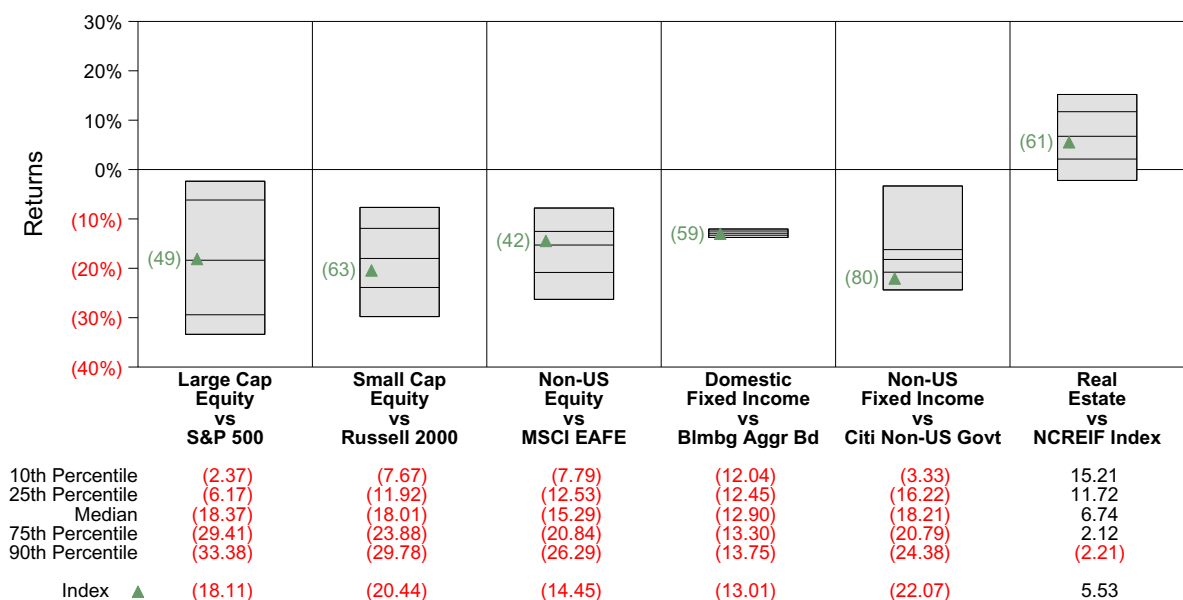 30%
20%
10%
0%
(10%)
(20%)
(30%)
(40%)
Returns
(49)
(63)
(42)
(59)
(80)
(61)
Large Cap
Equity
vs
S&P 500
Small Cap
Equity
vs
Russell 2000
Non-US
Equity
vs
MSCI EAFE
Domestic
Fixed Income
vs
Blmbg Aggr Bd
Non-US
Fixed Income
vs
Citi Non-US Govt
Real
Estate
vs
NCREIF Index
10th Percentile (2.37) (7.67) (7.79) (12.04) (3.33) 15.21
25th Percentile (6.17) (11.92) (12.53) (12.45) (16.22) 11.72
Median (18.37) (18.01) (15.29) (12.90) (18.21) 6.74
75th Percentile (29.41) (23.88) (20.84) (13.30) (20.79) 2.12
90th Percentile (33.38) (29.78) (26.29) (13.75) (24.38) (2.21)
Index ▲ (18.11) (20.44) (14.45) (13.01) (22.07) 5.53